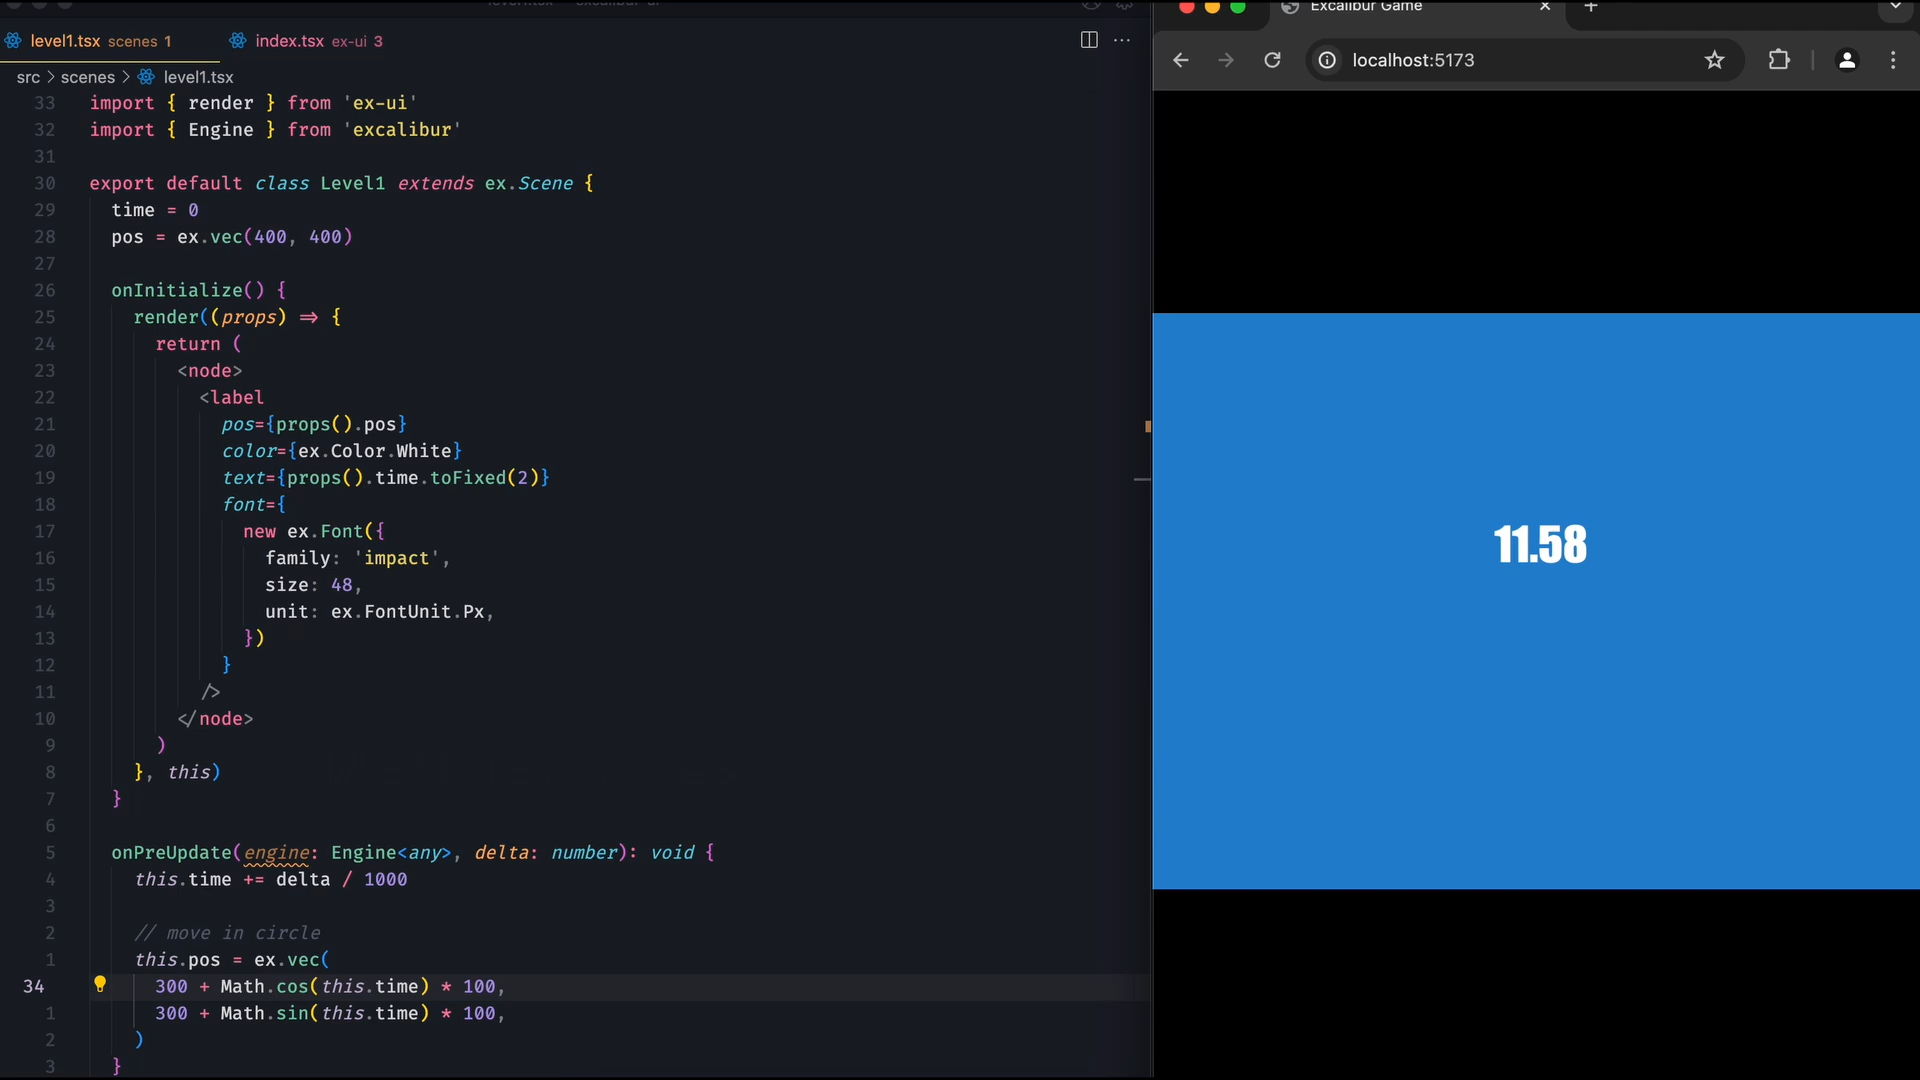 level1.tsx scenes 1
index.tsx ex-ui 3
src > scenes > level1.tsx
33 import { render } from 'ex-ui'
32 import { Engine } from 'excalibur'
31
30 export default class Level1 extends ex.Scene {
29 time = 0
28 pos = ex.vec(400, 400)
27
26 onInitialize() {
25 render((props) => {
24 return (
23 <node>
22 <label
21 pos={props().pos}
20 color={ex.Color.White}
19 text={props().time.toFixed(2)}
18 font={
17 new ex.Font({
16 family: 'impact',
15 size: 48,
14 unit: ex.FontUnit.Px,
13 })
12 }
11 />
10 </node>
9 )
8 }, this)
7 }
6
5 onPreUpdate(engine: Engine<any>, delta: number): void {
4 this.time += delta / 1000
3
2 // move in circle
1 this.pos = ex.vec(
34 300 + Math.cos(this.time) * 100,
1 300 + Math.sin(this.time) * 100,
2 )
3 }
Excalibur Game
localhost:5173
11.58